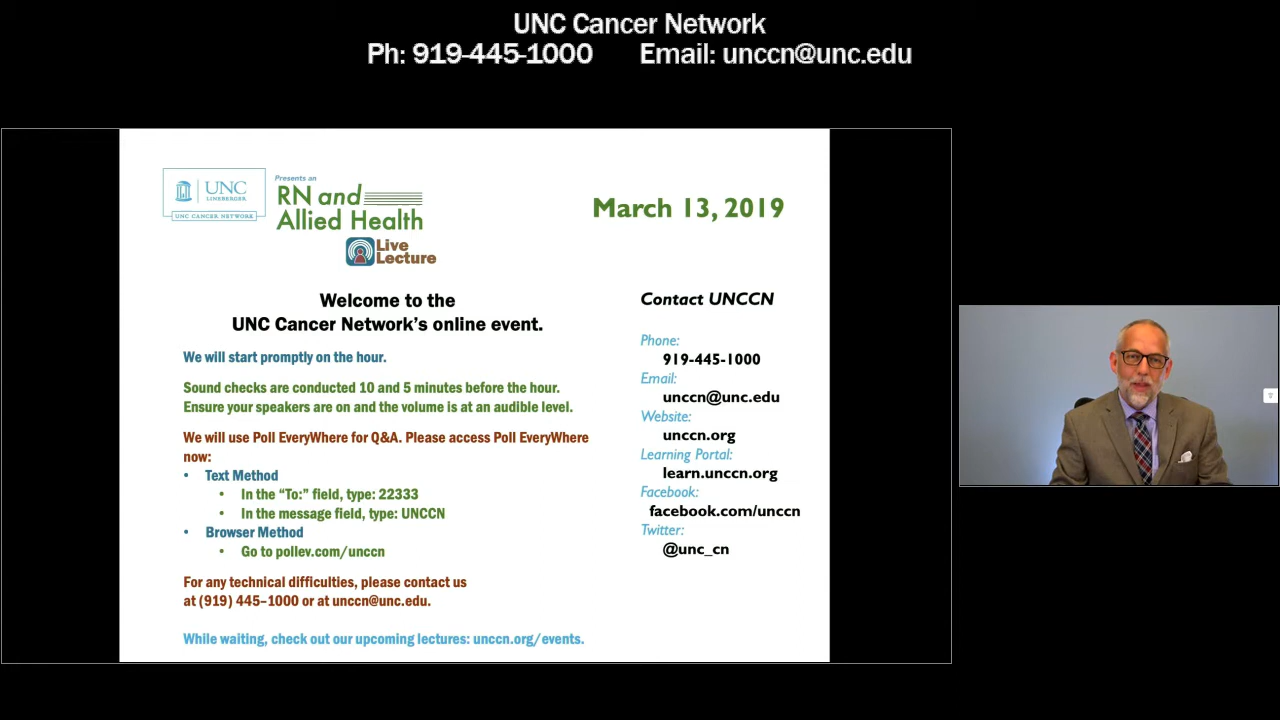 UNC Cancer Network
Ph: 919-445-1000 Email: unccn@unc.edu
UNC
LINEBERGER
UNC CANCER NETWORK
Presents an
RN and
Allied Health
Live
Lecture
March 13, 2019
Welcome to the
UNC Cancer Network's online event.
We will start promptly on the hour.
Sound checks are conducted 10 and 5 minutes before the hour.
Ensure your speakers are on and the volume is at an audible level.
We will use Poll EveryWhere for Q&A. Please access Poll EveryWhere
now:
• Text Method
• In the “To:” field, type: 22333
• In the message field, type: UNCCN
• Browser Method
• Go to pollev.com/unccn
For any technical difficulties, please contact us
at (919) 445–1000 or at unccn@unc.edu.
While waiting, check out our upcoming lectures: unccn.org/events.
Contact UNCCN
Phone:
919-445-1000
Email:
unccn@unc.edu
Website:
unccn.org
Learning Portal:
learn.unccn.org
Facebook:
facebook.com/unccn
Twitter:
@unc_cn